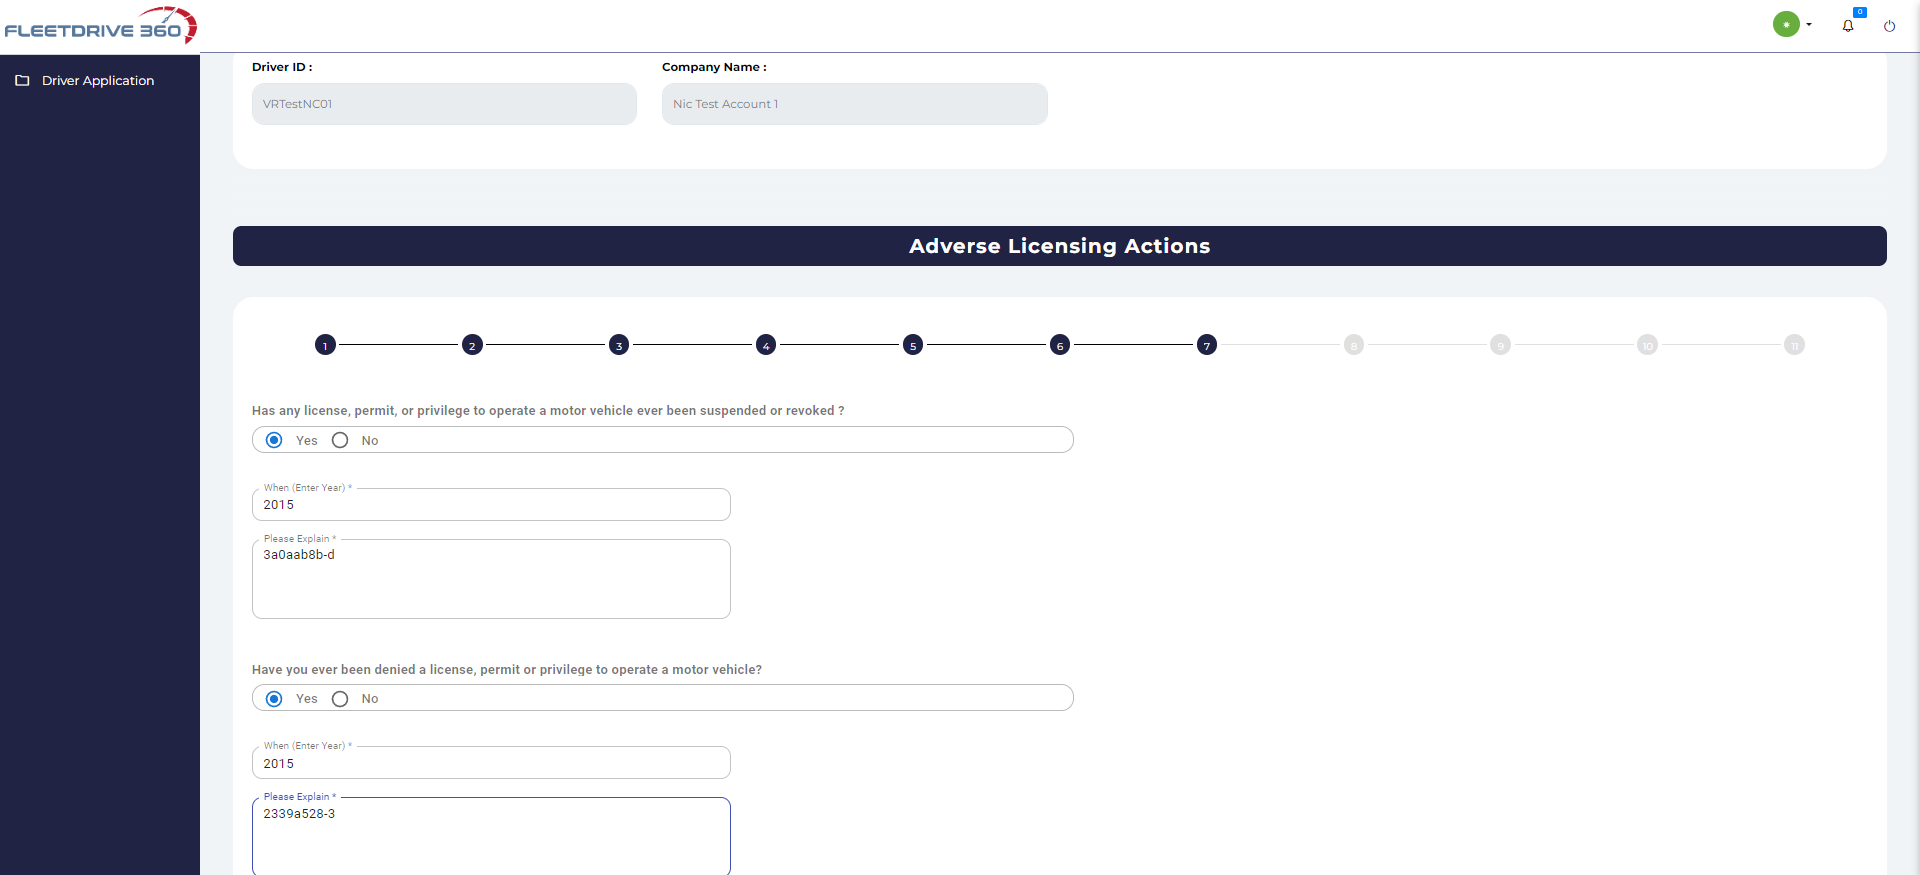 FLEETDRIVE 360
0
Driver Application
Driver ID :
Company Name :
VRTestNC01
Nic Test Account 1
Adverse Licensing Actions
1 2 3 4 5 6 7 8 9 10 11
Has any license, permit, or privilege to operate a motor vehicle ever been suspended or revoked ?
Yes No
When (Enter Year) *
2015
Please Explain *
3a0aab8b-d
Have you ever been denied a license, permit or privilege to operate a motor vehicle?
Yes No
When (Enter Year) *
2015
Please Explain *
2339a528-3